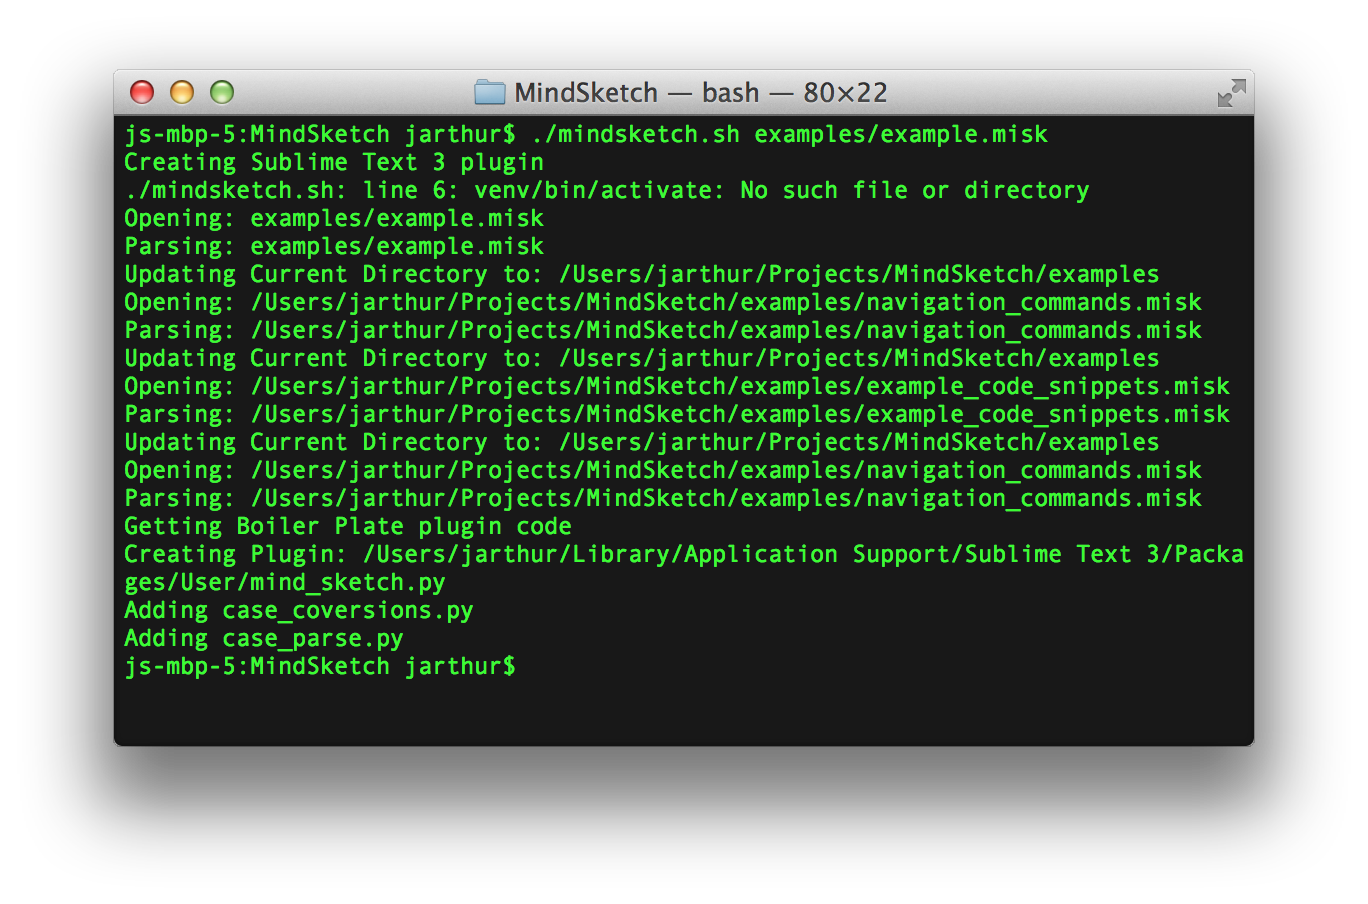 MindSketch — bash — 80×22
js-mbp-5:MindSketch jarthur$ ./mindsketch.sh examples/example.misk
Creating Sublime Text 3 plugin
./mindsketch.sh: line 6: venv/bin/activate: No such file or directory
Opening: examples/example.misk
Parsing: examples/example.misk
Updating Current Directory to: /Users/jarthur/Projects/MindSketch/examples
Opening: /Users/jarthur/Projects/MindSketch/examples/navigation_commands.misk
Parsing: /Users/jarthur/Projects/MindSketch/examples/navigation_commands.misk
Updating Current Directory to: /Users/jarthur/Projects/MindSketch/examples
Opening: /Users/jarthur/Projects/MindSketch/examples/example_code_snippets.misk
Parsing: /Users/jarthur/Projects/MindSketch/examples/example_code_snippets.misk
Updating Current Directory to: /Users/jarthur/Projects/MindSketch/examples
Opening: /Users/jarthur/Projects/MindSketch/examples/navigation_commands.misk
Parsing: /Users/jarthur/Projects/MindSketch/examples/navigation_commands.misk
Getting Boiler Plate plugin code
Creating Plugin: /Users/jarthur/Library/Application Support/Sublime Text 3/Packa
ges/User/mind_sketch.py
Adding case_coversions.py
Adding case_parse.py
js-mbp-5:MindSketch jarthur$